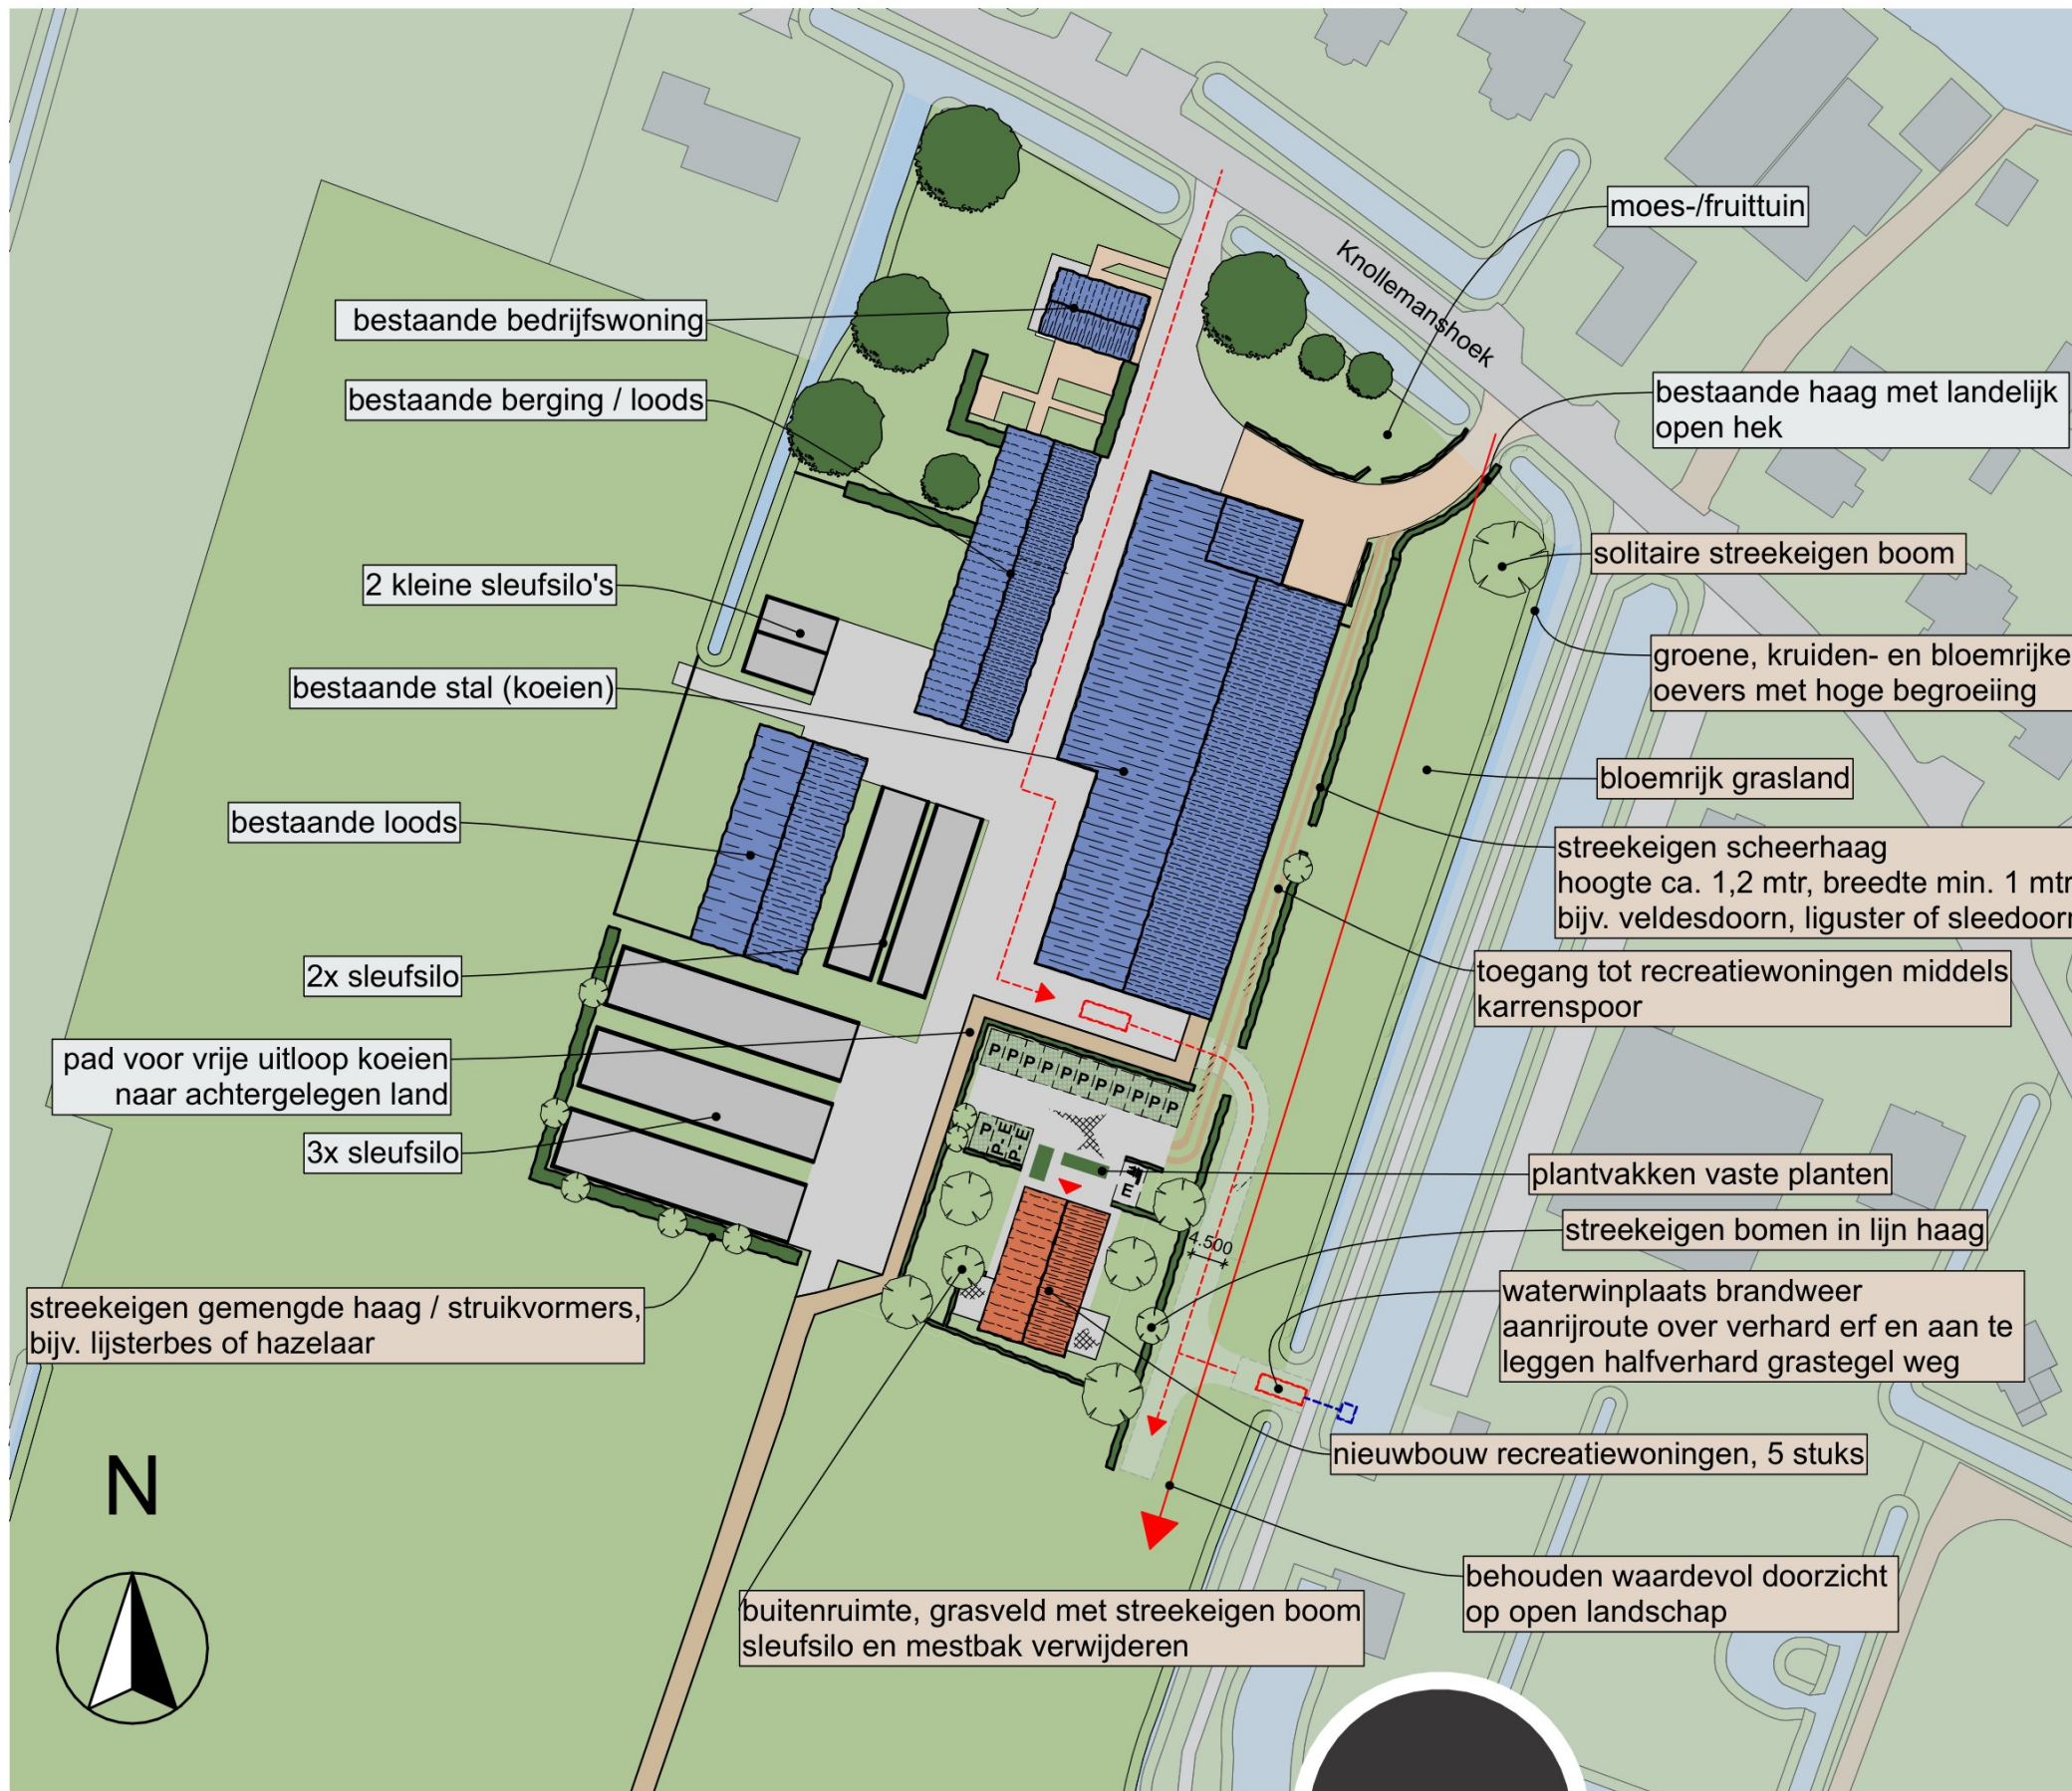 moes-/fruittuin
Knollemanshoek
bestaande bedrijfswoning
bestaande berging / loods
bestaande haag met landelijk
open hek
solitaire streekeigen boom
2 kleine sleufsilo's
groene, kruiden- en bloemrijke
oevers met hoge begroeiing
bestaande stal (koeien)
bloemrijk grasland
bestaande loods
streekeigen scheerhaag
hoogte ca. 1,2 mtr, breedte min. 1 mtr
bijv. veldesdoorn, liguster of sleedoorn
2x sleufsilo
toegang tot recreatiewoningen middels
karrenspoor
pad voor vrije uitloop koeien
naar achtergelegen land
P P P P P P P P P P P
P P-E P-E
3x sleufsilo
plantvakken vaste planten
E
streekeigen bomen in lijn haag
4.500
waterwinplaats brandweer
aanrijroute over verhard erf en aan te
leggen halfverhard grastegel weg
streekeigen gemengde haag / struikvormers,
bijv. lijsterbes of hazelaar
nieuwbouw recreatiewoningen, 5 stuks
N
behouden waardevol doorzicht
op open landschap
buitenruimte, grasveld met streekeigen boom
sleufsilo en mestbak verwijderen